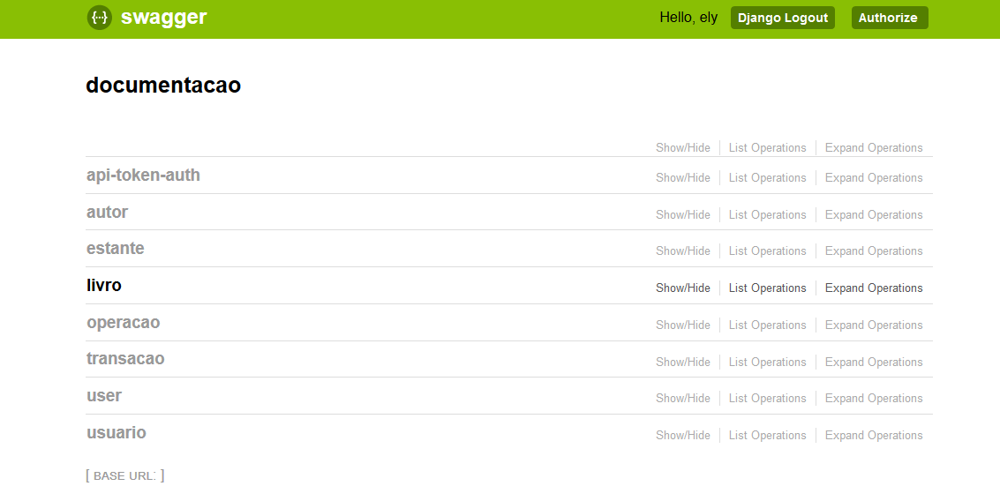 swagger Hello, ely Django Logout Authorize
documentacao
Show/Hide List Operations Expand Operations
api-token-auth Show/Hide List Operations Expand Operations
autor Show/Hide List Operations Expand Operations
estante Show/Hide List Operations Expand Operations
livro Show/Hide List Operations Expand Operations
operacao Show/Hide List Operations Expand Operations
transacao Show/Hide List Operations Expand Operations
user Show/Hide List Operations Expand Operations
usuario Show/Hide List Operations Expand Operations
[ BASE URL: ]